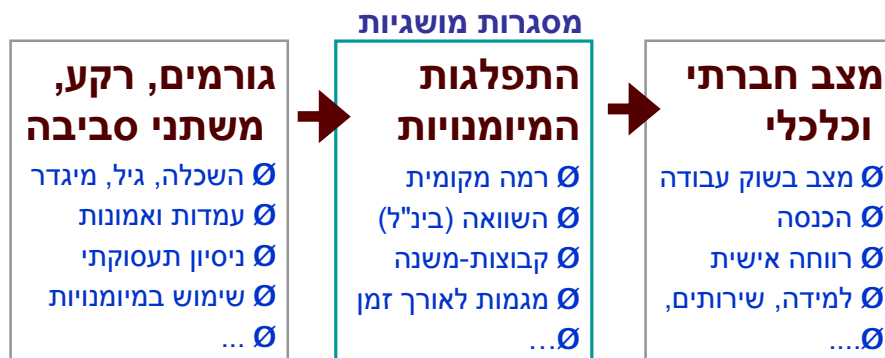 מסגרות מושגיות
גורמים, רקע,
משתני סביבה
Ø השכלה, גיל, מיגדר
Ø עמדות ואמונות
Ø ניסיון תעסוקתי
Ø שימוש במיומנויות
Ø ...
התפלגות
המיומנויות
Ø רמה מקומית
Ø השוואה (בינ"ל)
Ø קבוצות-משנה
Ø מגמות לאורך זמן
Ø…
מצב חברתי
וכלכלי
Ø מצב בשוק עבודה
Ø הכנסה
Ø רווחה אישית
Ø למידה, שירותים,
Ø....